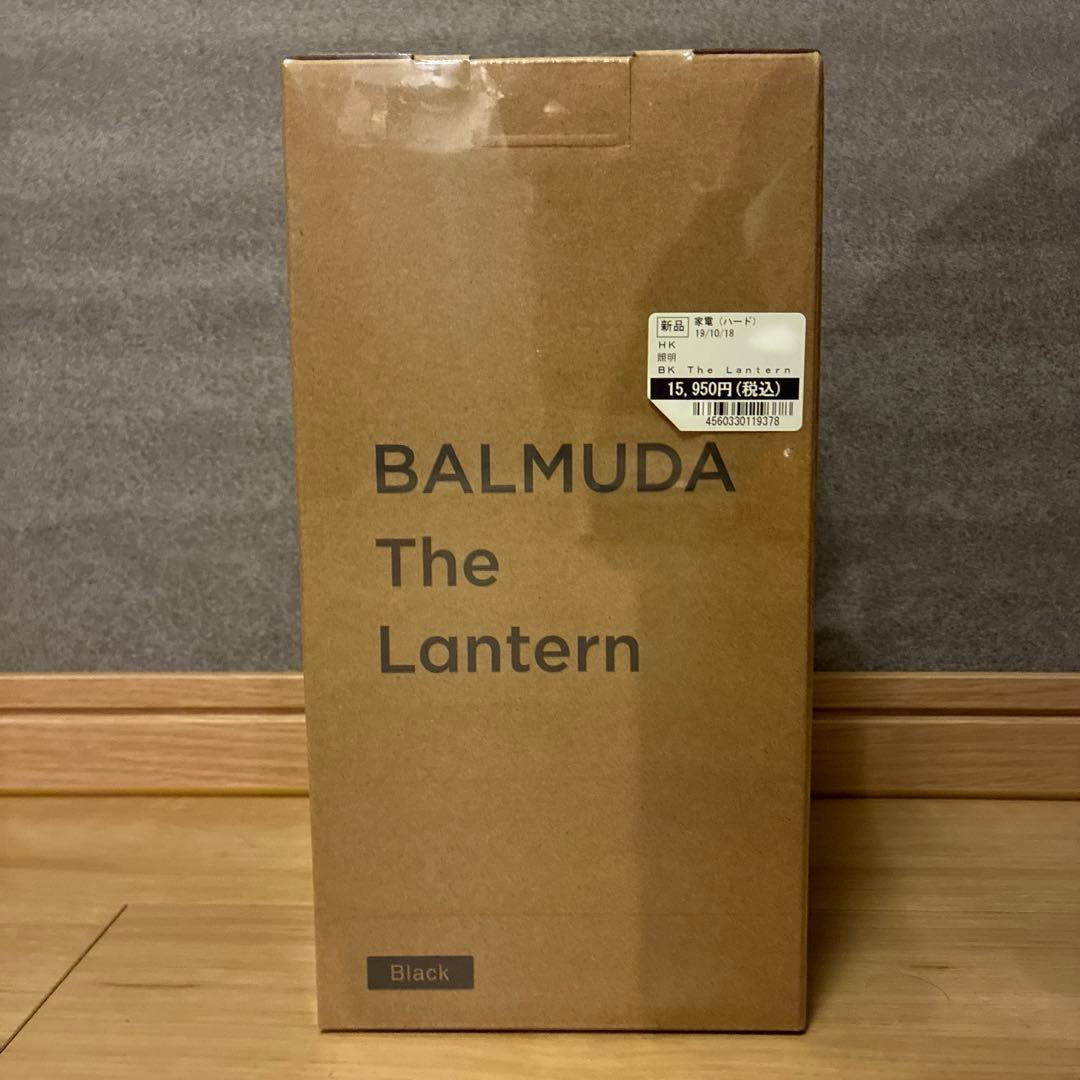 新品 家電（ハード）
19/10/18
HK
照明
BK The Lantern
15,950円(税込)
4560330119378
BALMUDA
The
Lantern
Black